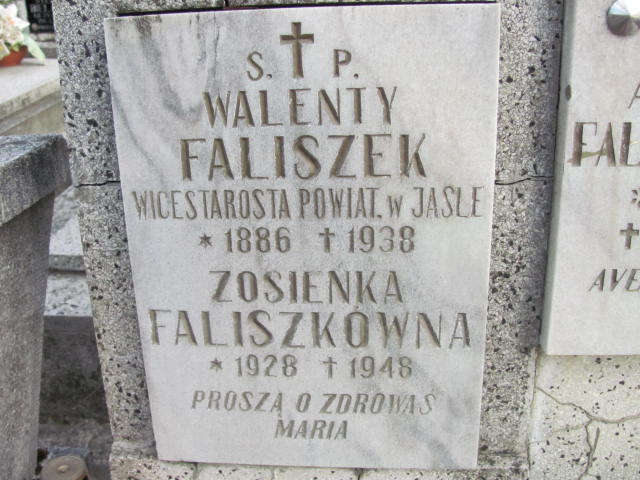 Ś. † P.
WALENTY
FALISZEK
WICESTAROSTA POWIAT. W JAŚLE
* 1886 † 1938
ZOSIENKA
FALISZKÓWNA
* 1928 † 1948
PROSZĄ O ZDROWAŚ
MARIA